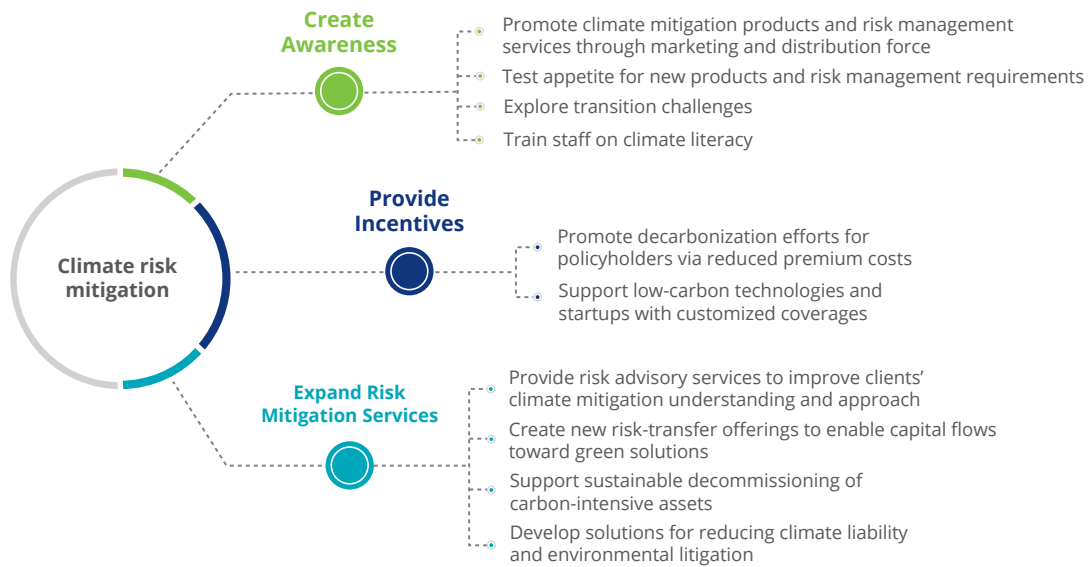 Create
Awareness
Promote climate mitigation products and risk management
services through marketing and distribution force
Test appetite for new products and risk management requirements
Explore transition challenges
Train staff on climate literacy
Climate risk
mitigation
Provide
Incentives
Promote decarbonization efforts for
policyholders via reduced premium costs
Support low-carbon technologies and
startups with customized coverages
Expand Risk
Mitigation Services
Provide risk advisory services to improve clients’
climate mitigation understanding and approach
Create new risk-transfer offerings to enable capital flows
toward green solutions
Support sustainable decommissioning of
carbon-intensive assets
Develop solutions for reducing climate liability
and environmental litigation